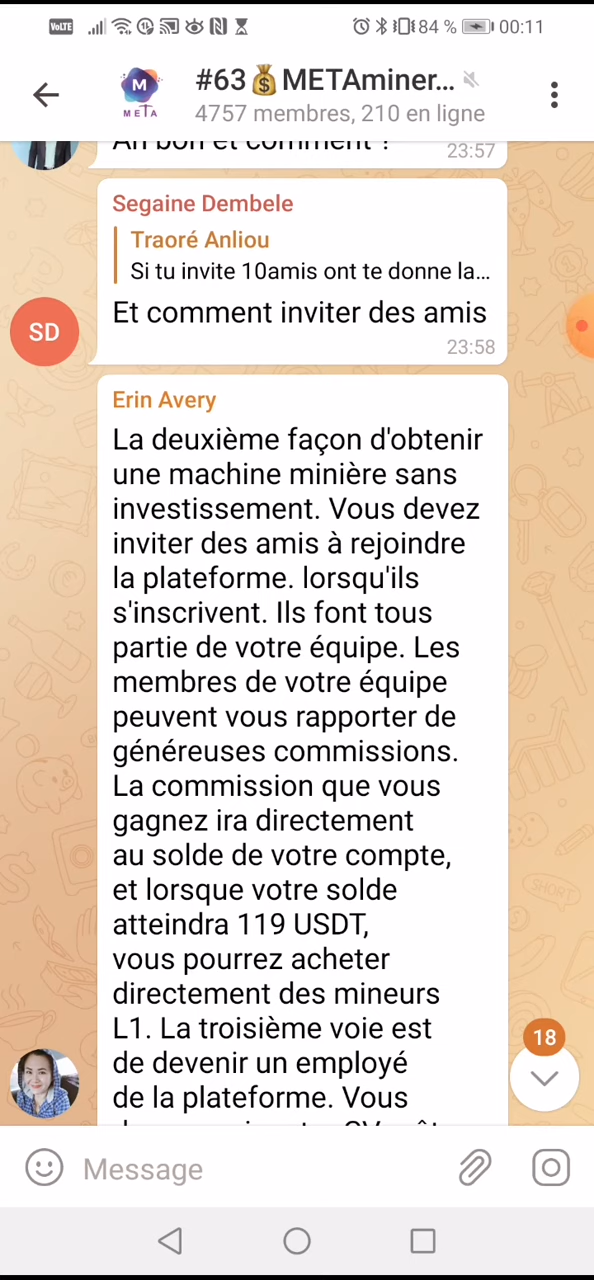 VoLTE 84 % 00:11
#63💰METAminer...
META
4757 membres, 210 en ligne
Ah bon et comment ?
23:57
Segaine Dembele
Traoré Anliou
Si tu invite 10amis ont te donne la...
Et comment inviter des amis
SD
23:58
Erin Avery
La deuxième façon d'obtenir
une machine minière sans
investissement. Vous devez
inviter des amis à rejoindre
la plateforme. lorsqu'ils
s'inscrivent. Ils font tous
partie de votre équipe. Les
membres de votre équipe
peuvent vous rapporter de
généreuses commissions.
La commission que vous
gagnez ira directement
au solde de votre compte,
et lorsque votre solde
atteindra 119 USDT,
vous pourrez acheter
directement des mineurs
L1. La troisième voie est
de devenir un employé
de la plateforme. Vous
18
Message